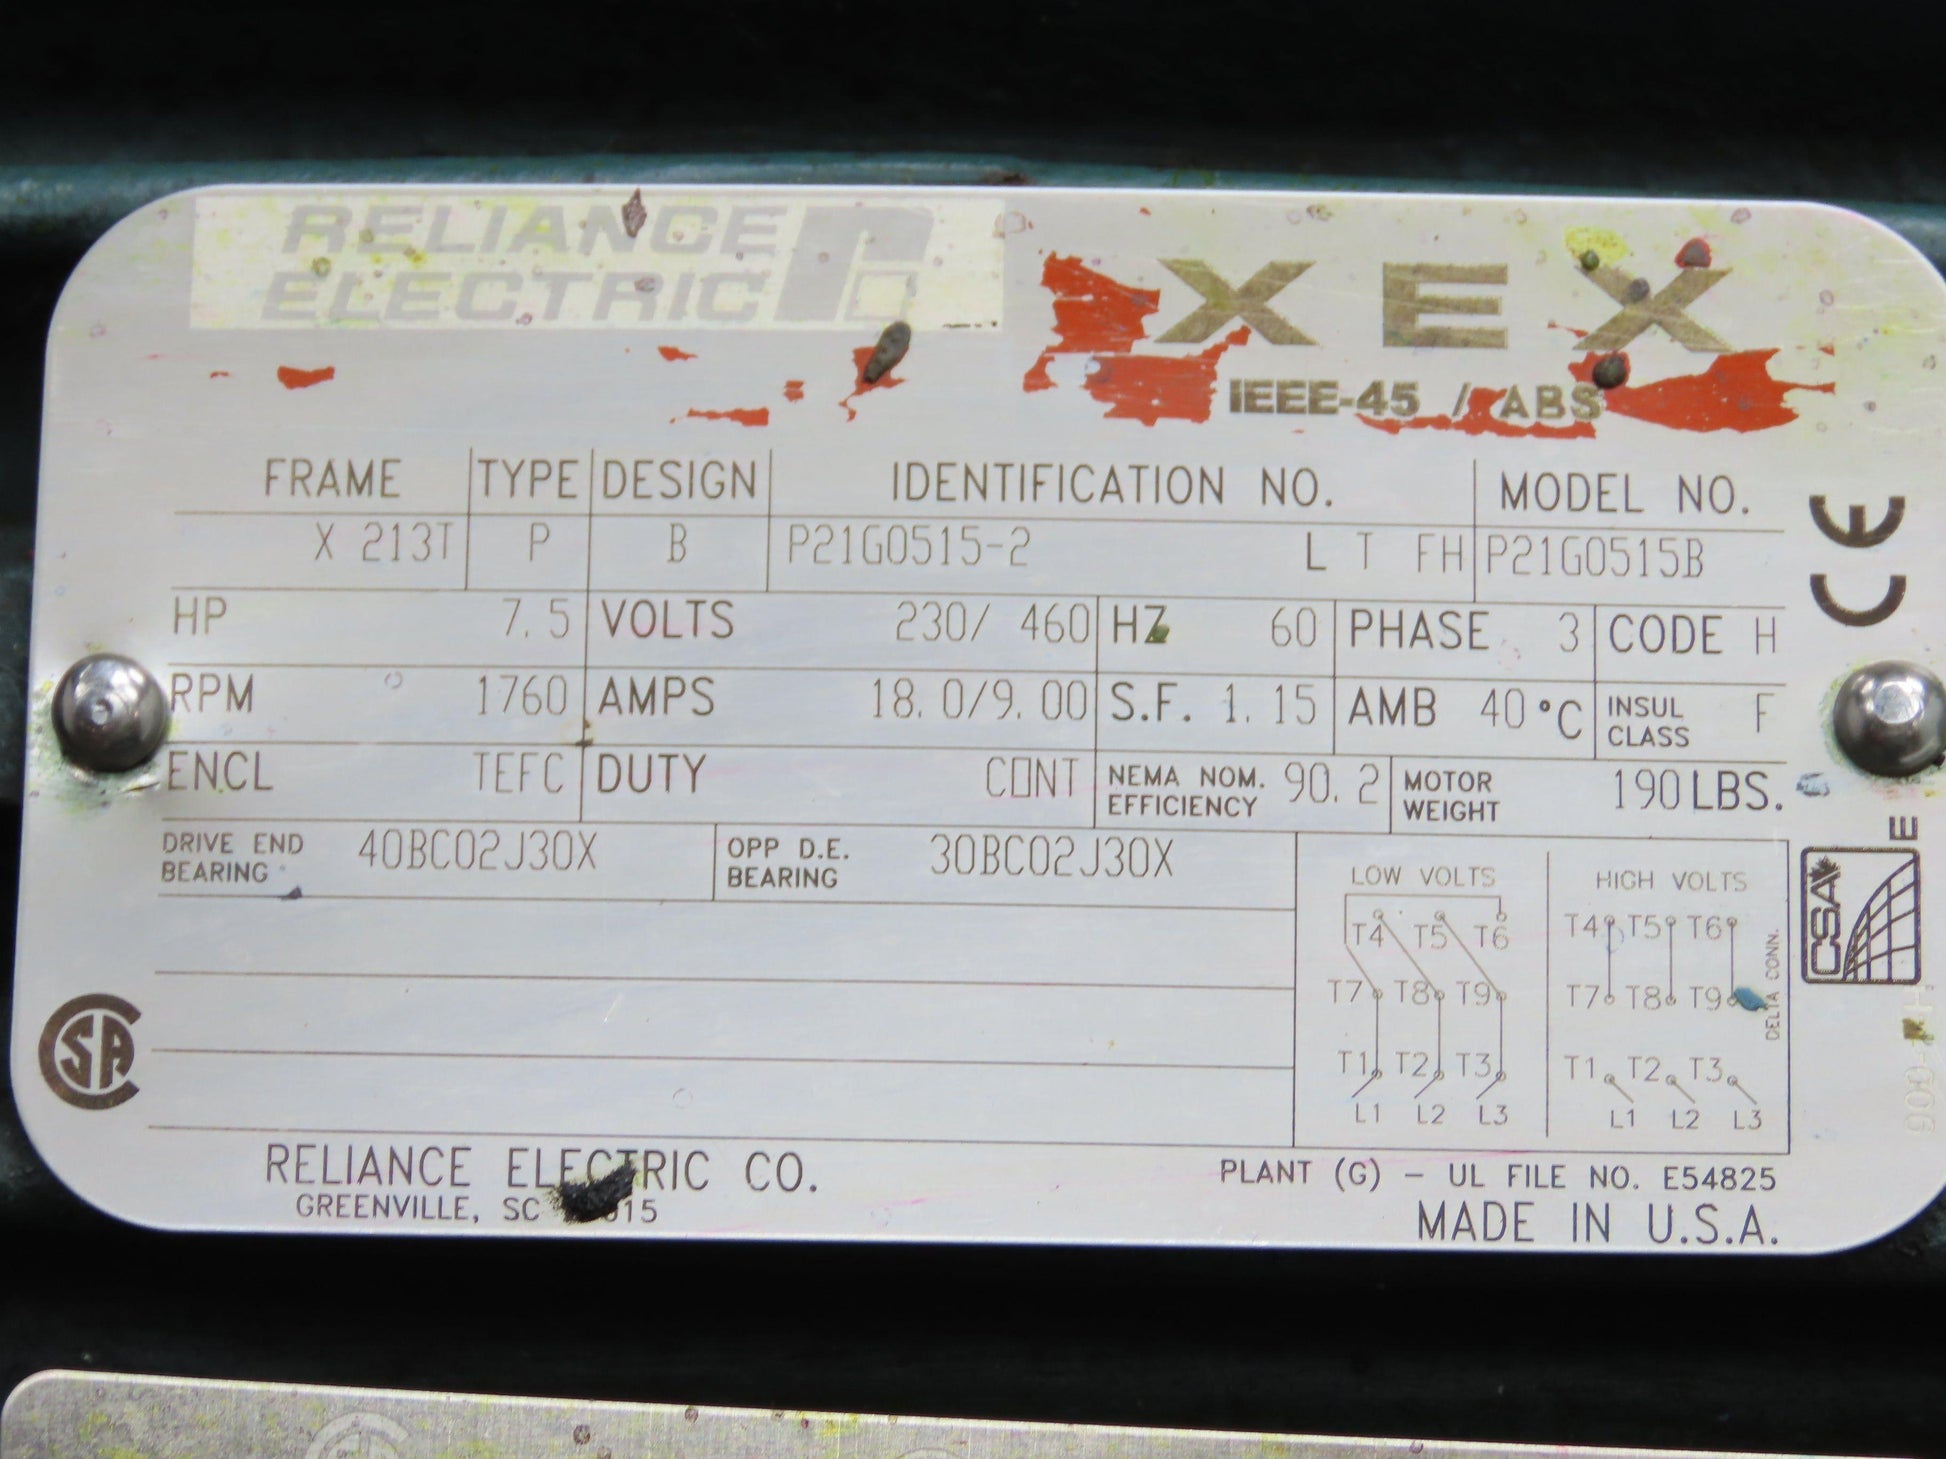 RELIANCE
ELECTRIC
XEX
IEEE-45 / ABS
FRAME TYPE DESIGN IDENTIFICATION NO. MODEL NO.
X 213T P B P21G0515-2 L T FH P21G0515B
HP 7.5 VOLTS 230/ 460 HZ 60 PHASE 3 CODE H
RPM 1760 AMPS 18.0/9.00 S.F. 1.15 AMB 40°C INSUL CLASS F
ENCL TEFC DUTY CONT NEMA NOM. EFFICIENCY 90.2 MOTOR WEIGHT 190 LBS.
DRIVE END BEARING 40BC02J30X OPP D.E. BEARING 30BC02J30X
LOW VOLTS HIGH VOLTS
T4 T5 T6 T4 T5 T6
T7 T8 T9 T7 T8 T9
T1 T2 T3 T1 T2 T3
L1 L2 L3 L1 L2 L3
DELTA CONN.
CE
CSA
E
SA
RELIANCE ELECTRIC CO.
GREENVILLE, SC
PLANT (G) - UL FILE NO. E54825
MADE IN U.S.A.